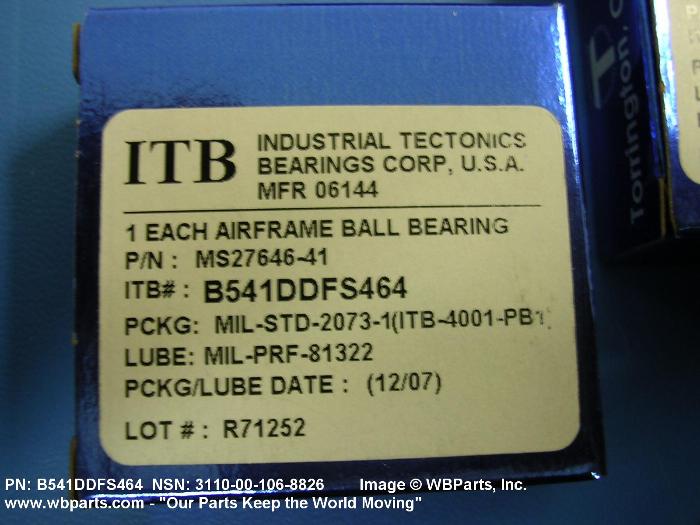 ITB
INDUSTRIAL TECTONICS
BEARINGS CORP, U.S.A.
MFR 06144
1 EACH AIRFRAME BALL BEARING
P/N : MS27646-41
ITB# : B541DDFS464
PCKG: MIL-STD-2073-1(ITB-4001-PB1)
LUBE: MIL-PRF-81322
PCKG/LUBE DATE : (12/07)
LOT # : R71252
Torrington,
PN: B541DDFS464 NSN: 3110-00-106-8826 Image © WBParts, Inc.
www.wbparts.com - "Our Parts Keep the World Moving"